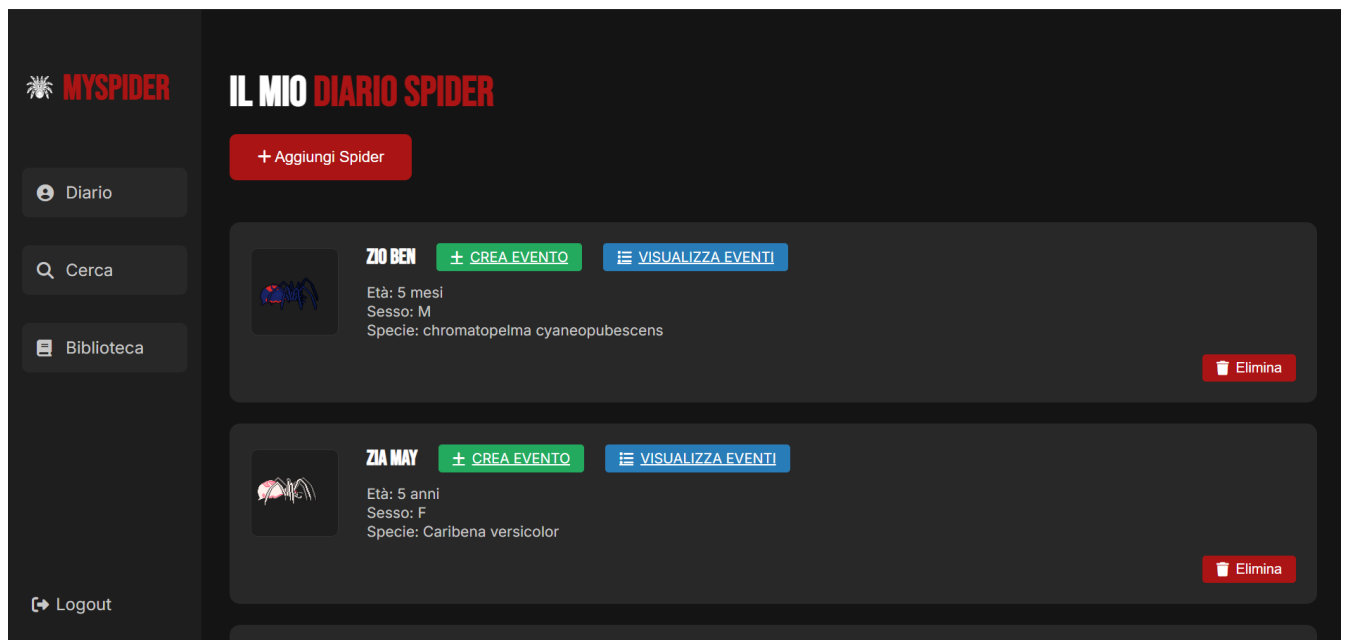 MYSPIDER
Diario
Cerca
Biblioteca
Logout
IL MIO DIARIO SPIDER
+ Aggiungi Spider
ZIO BEN
+ CREA EVENTO
VISUALIZZA EVENTI
Età: 5 mesi
Sesso: M
Specie: chromatopelma cyaneopubescens
Elimina
ZIA MAY
+ CREA EVENTO
VISUALIZZA EVENTI
Età: 5 anni
Sesso: F
Specie: Caribena versicolor
Elimina